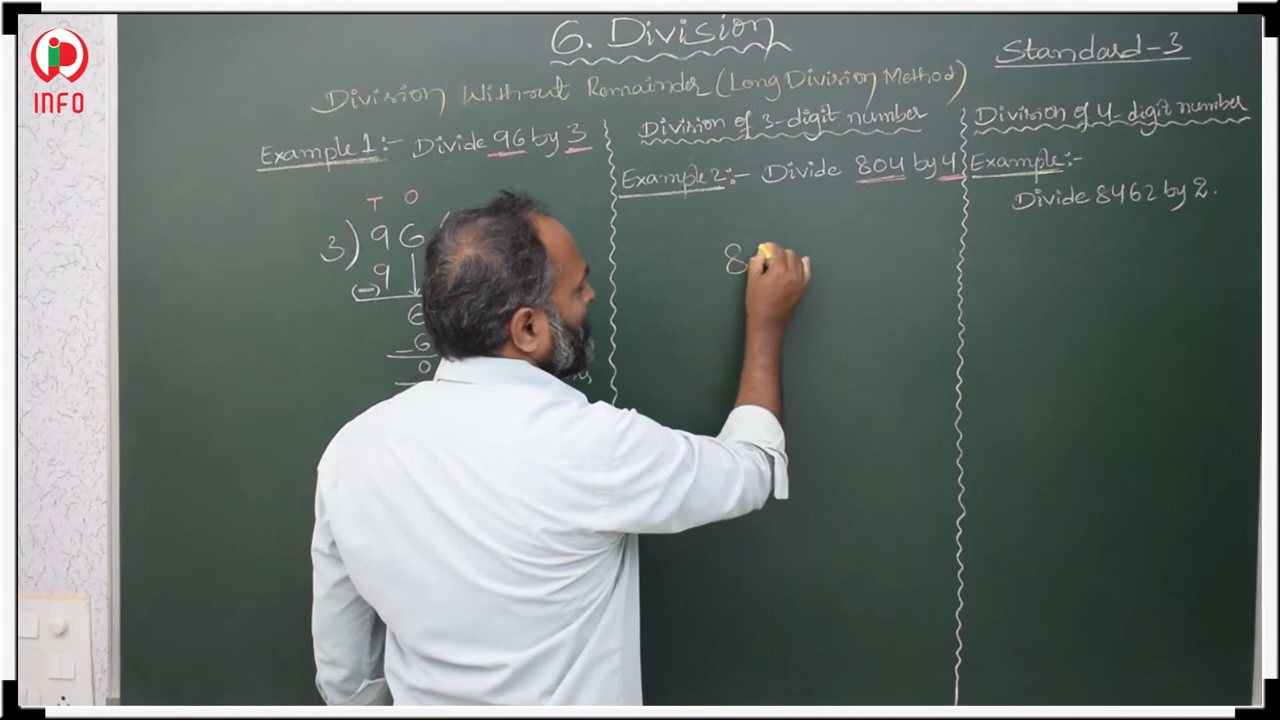 INFO
6. Division
Standard-3
Division Without Remainder (Long Division Method)
Example 1:- Divide 96 by 3
T O
3) 96
(-) 9
6
- 6
0
Division of 3-digit number
Example 2:- Divide 804 by 4
8
Division of 4-digit number
Example:-
Divide 8462 by 2.